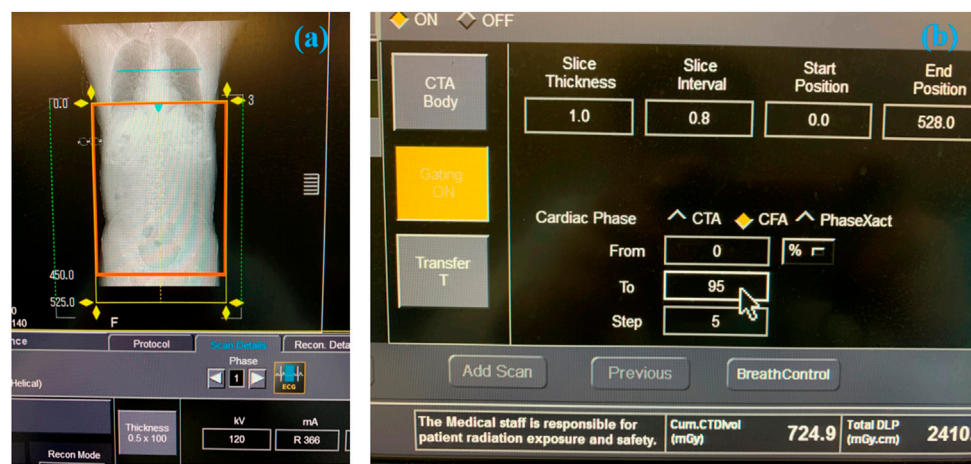 (a)
0.0
3
450.0
525.0
0
140
F
nce
Protocol
Scan Details
Recon. Deta
Phase
1
ECG
Helical)
Thickness
0.5 x 100
kV
mA
120
R 366
Recon Mode
(b)
ON
OFF
CTA
Body
Slice
Thickness
Slice
Interval
Start
Position
End
Position
1.0
0.8
0.0
528.0
Gating
ON
Cardiac Phase
CTA
CFA
PhaseXact
From
0
%
Transfer
T
To
95
Step
5
Add Scan
Previous
BreathControl
The Medical staff is responsible for
patient radiation exposure and safety.
Cum.CTDIvol
(mGy)
724.9
Total DLP
(mGy.cm)
2410